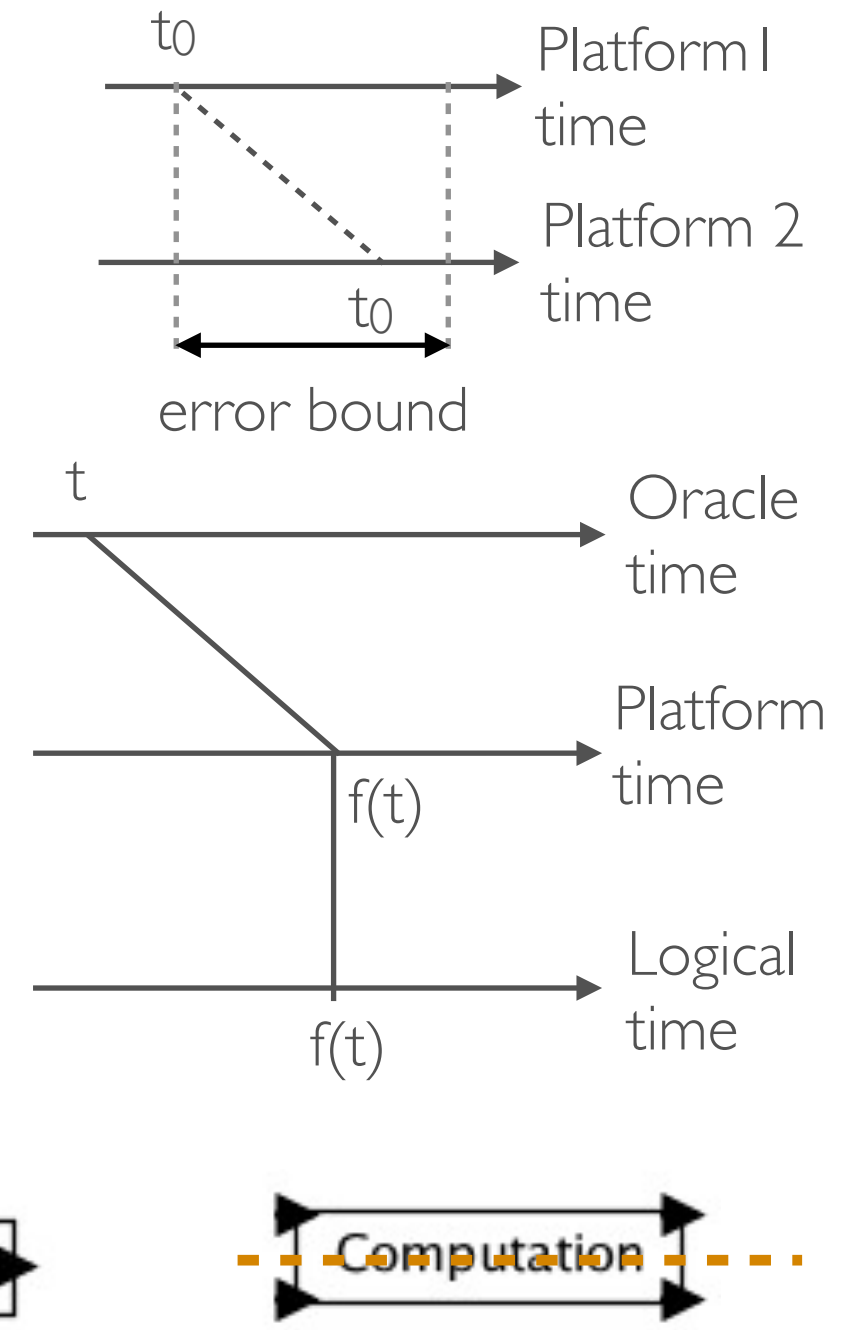 t0
Platform1
time
Platform 2
time
t0
error bound
t
Oracle
time
Platform
time
f(t)
Logical
time
f(t)
Computation